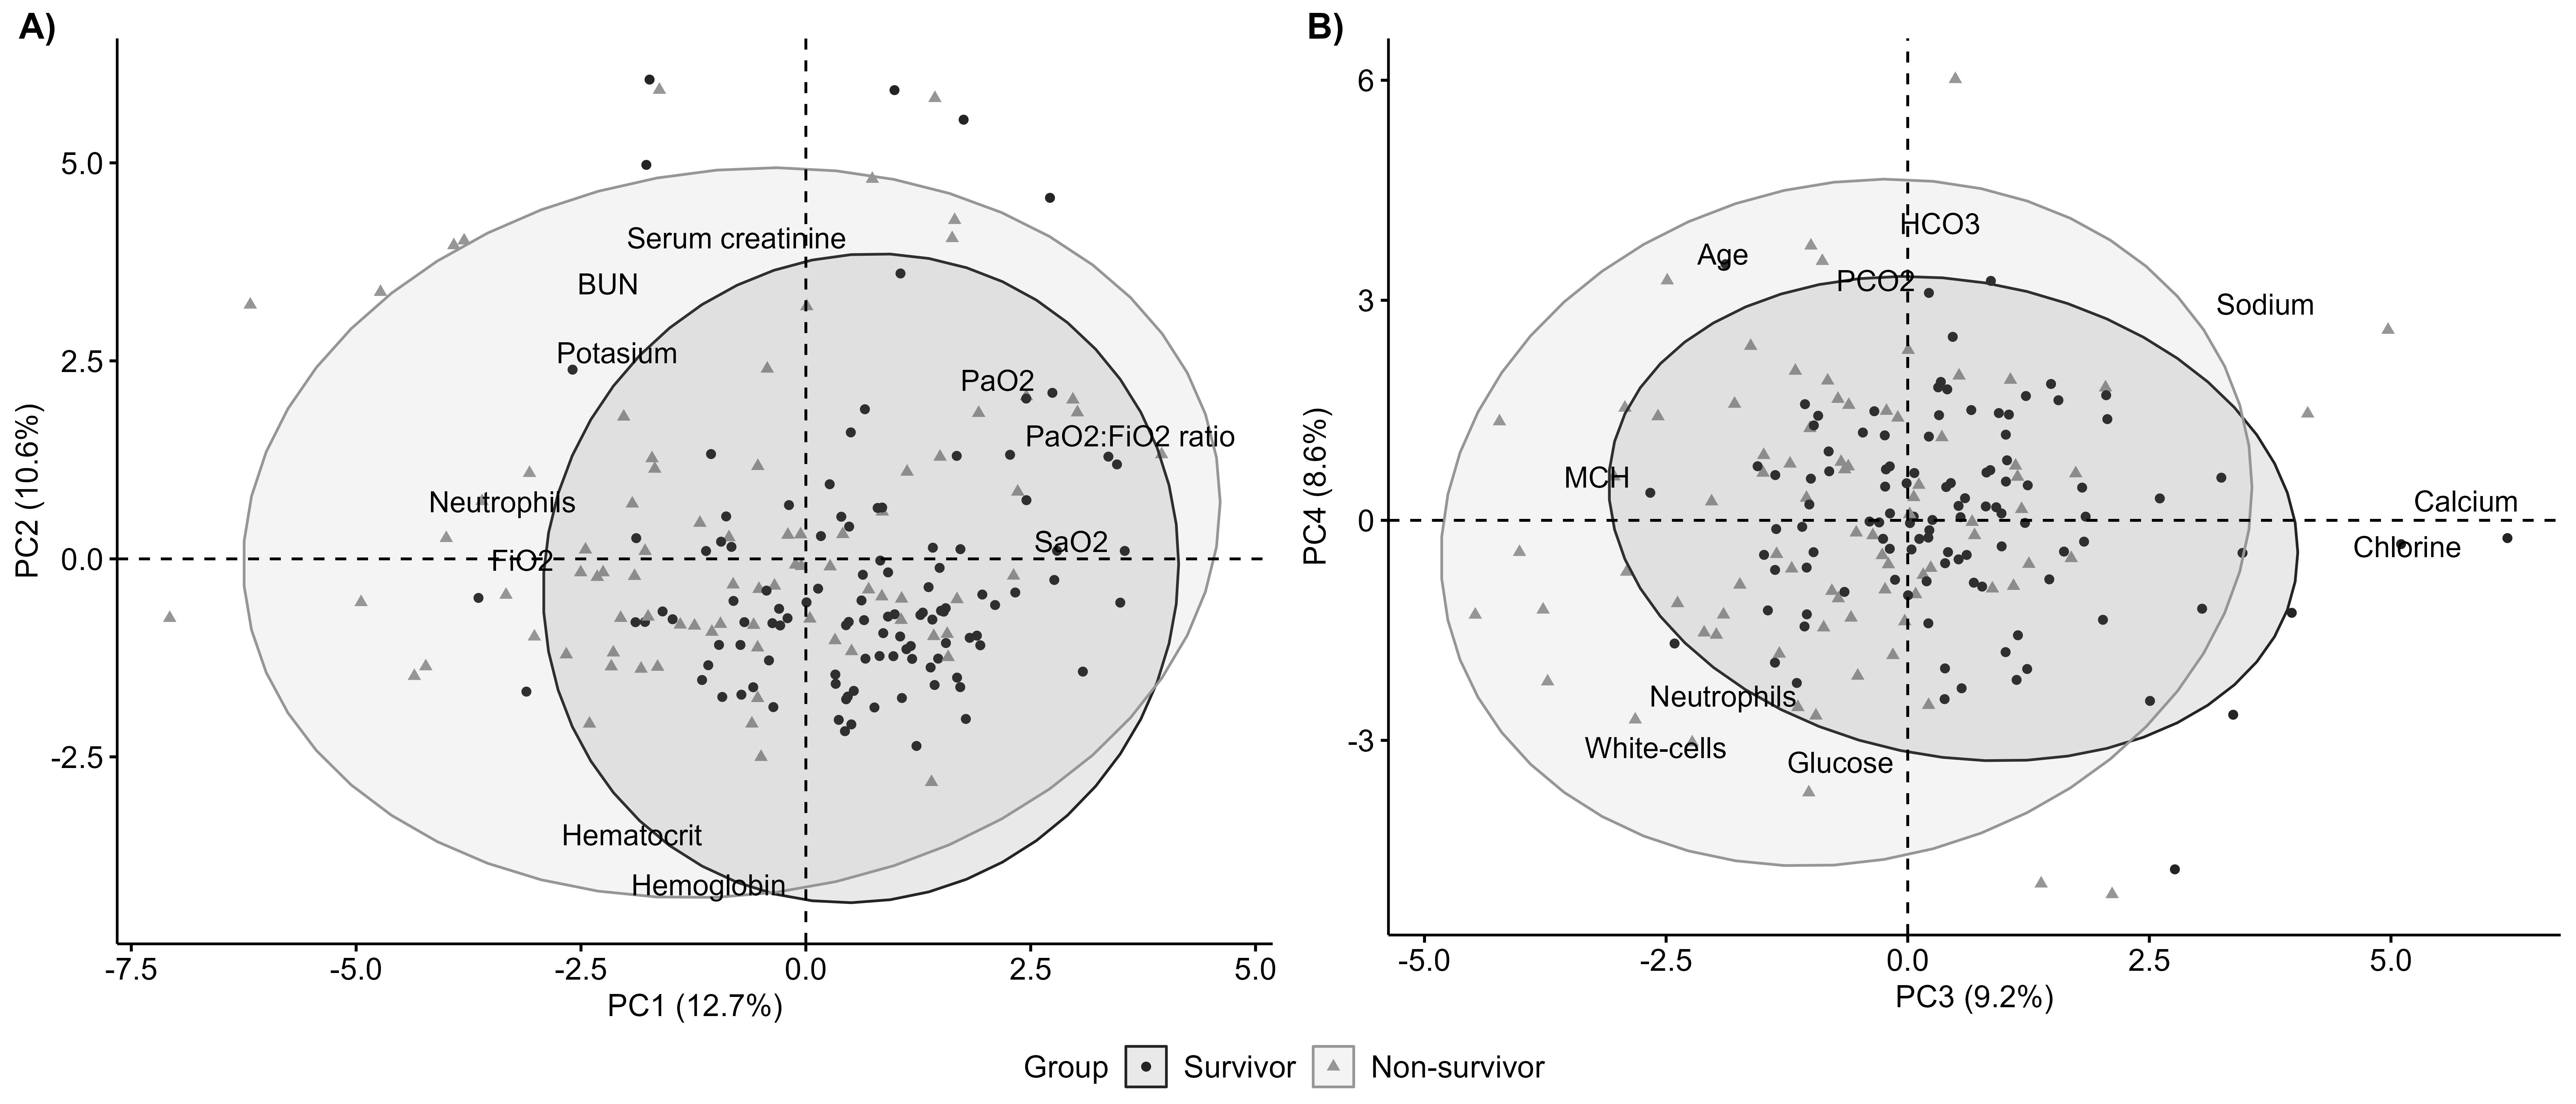 A)
B)
5.0
2.5
0.0
-2.5
PC2 (10.6%)
Serum creatinine
BUN
Potasium
PaO2
PaO2:FiO2 ratio
Neutrophils
SaO2
FiO2
Hematocrit
Hemoglobin
-7.5 -5.0 -2.5 0.0 2.5 5.0
PC1 (12.7%)
6
3
0
-3
PC4 (8.6%)
HCO3
Age
PCO2
Sodium
MCH
Calcium
Chlorine
Neutrophils
White-cells
Glucose
-5.0 -2.5 0.0 2.5 5.0
PC3 (9.2%)
Group Survivor Non-survivor